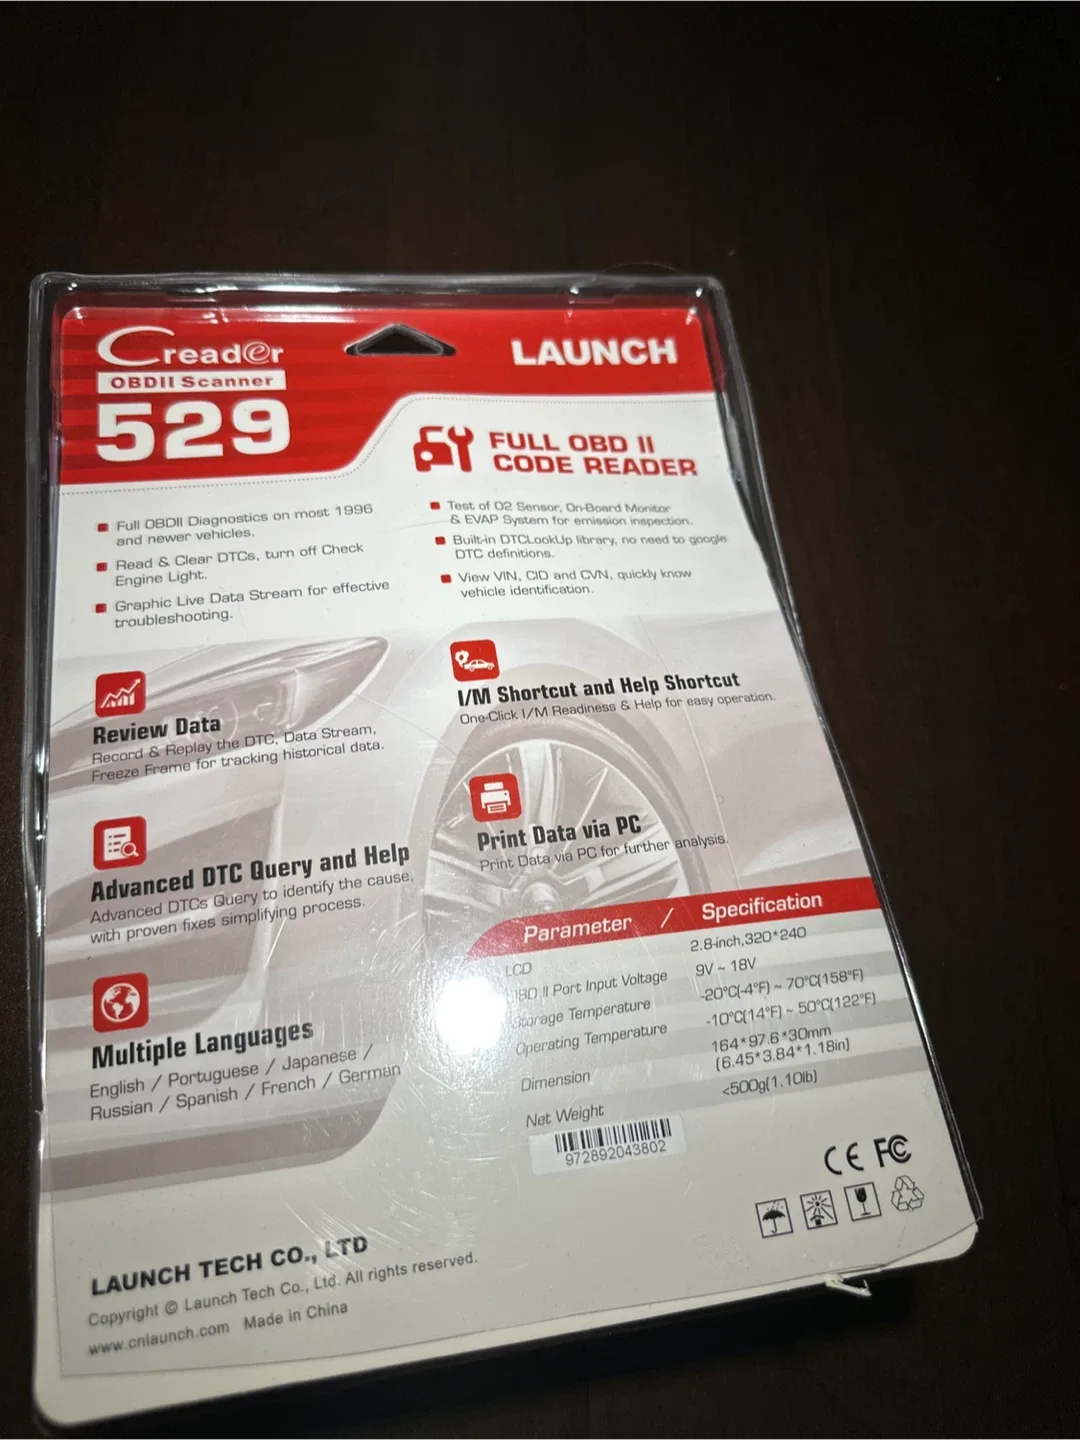 Creader
OBDII Scanner
529
LAUNCH
FULL OBD II
CODE READER
Full OBDII Diagnostics on most 1996
and newer vehicles.
Read & Clear DTCs, turn off Check
Engine Light.
Graphic Live Data Stream for effective
troubleshooting.
Test of O2 Sensor, On-Board Monitor
& EVAP System for emission inspection.
Built-in DTCLookUp library, no need to google
DTC definitions.
View VIN, CID and CVN, quickly know
vehicle identification.
Review Data
Record & Replay the DTC, Data Stream,
Freeze Frame for tracking historical data.
I/M Shortcut and Help Shortcut
One-Click I/M Readiness & Help for easy operation.
Advanced DTC Query and Help
Advanced DTCs Query to identify the cause,
with proven fixes simplifying process.
Print Data via PC
Print Data via PC for further analysis.
Multiple Languages
English / Portuguese / Japanese /
Russian / Spanish / French / German
Parameter / Specification
LCD 2.8-inch,320*240
OBD II Port Input Voltage 9V ~ 18V
Storage Temperature -20°C(-4°F) ~ 70°C(158°F)
Operating Temperature -10°C(14°F) ~ 50°C(122°F)
Dimension 164*97.6*30mm
(6.45*3.84*1.18in)
Net Weight <500g(1.10lb)
972892043802
CE FC
LAUNCH TECH CO., LTD
Copyright © Launch Tech Co., Ltd. All rights reserved.
www.cnlaunch.com Made in China